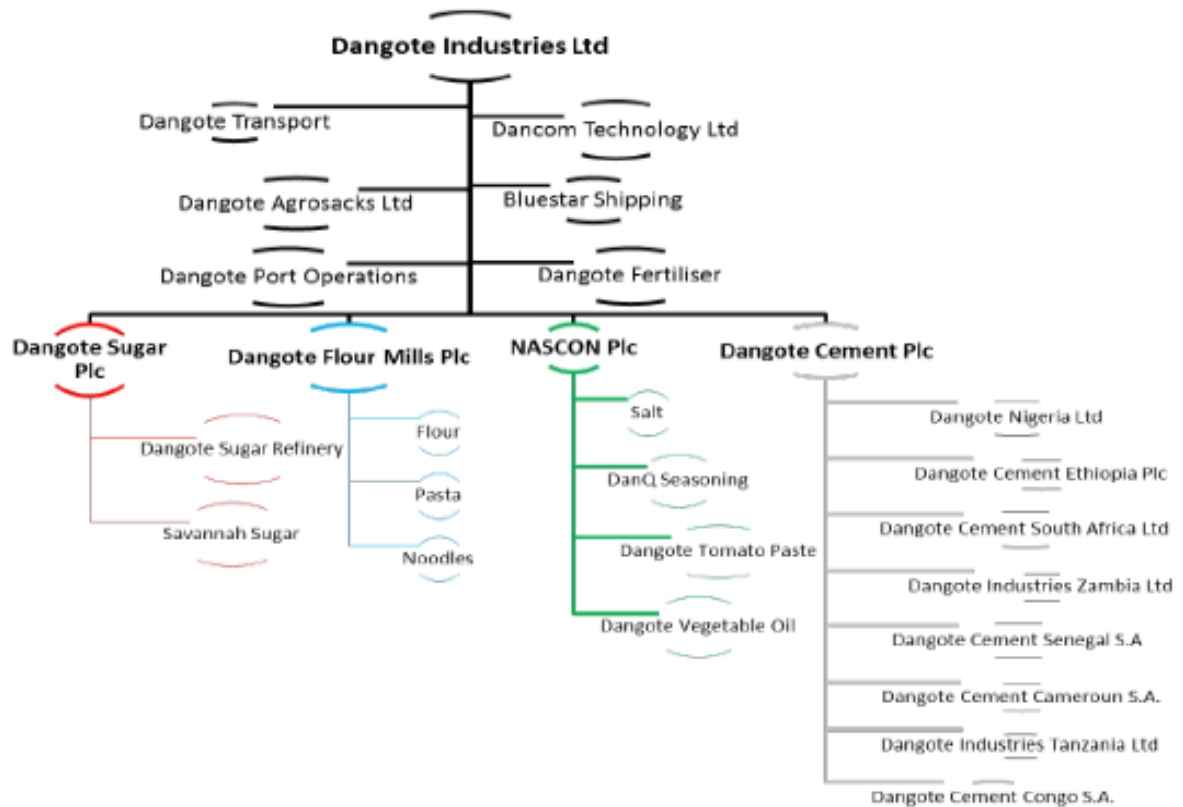 Dangote Industries Ltd
Dangote Transport
Dancom Technology Ltd
Dangote Agrosacks Ltd
Bluestar Shipping
Dangote Port Operations
Dangote Fertiliser
Dangote Sugar
Plc
Dangote Flour Mills Plc
NASCON Plc
Dangote Cement Plc
Dangote Sugar Refinery
Savannah Sugar
Flour
Pasta
Noodles
Salt
DanQ Seasoning
Dangote Tomato Paste
Dangote Vegetable Oil
Dangote Nigeria Ltd
Dangote Cement Ethiopia Plc
Dangote Cement South Africa Ltd
Dangote Industries Zambia Ltd
Dangote Cement Senegal S.A
Dangote Cement Cameroun S.A.
Dangote Industries Tanzania Ltd
Dangote Cement Congo S.A.